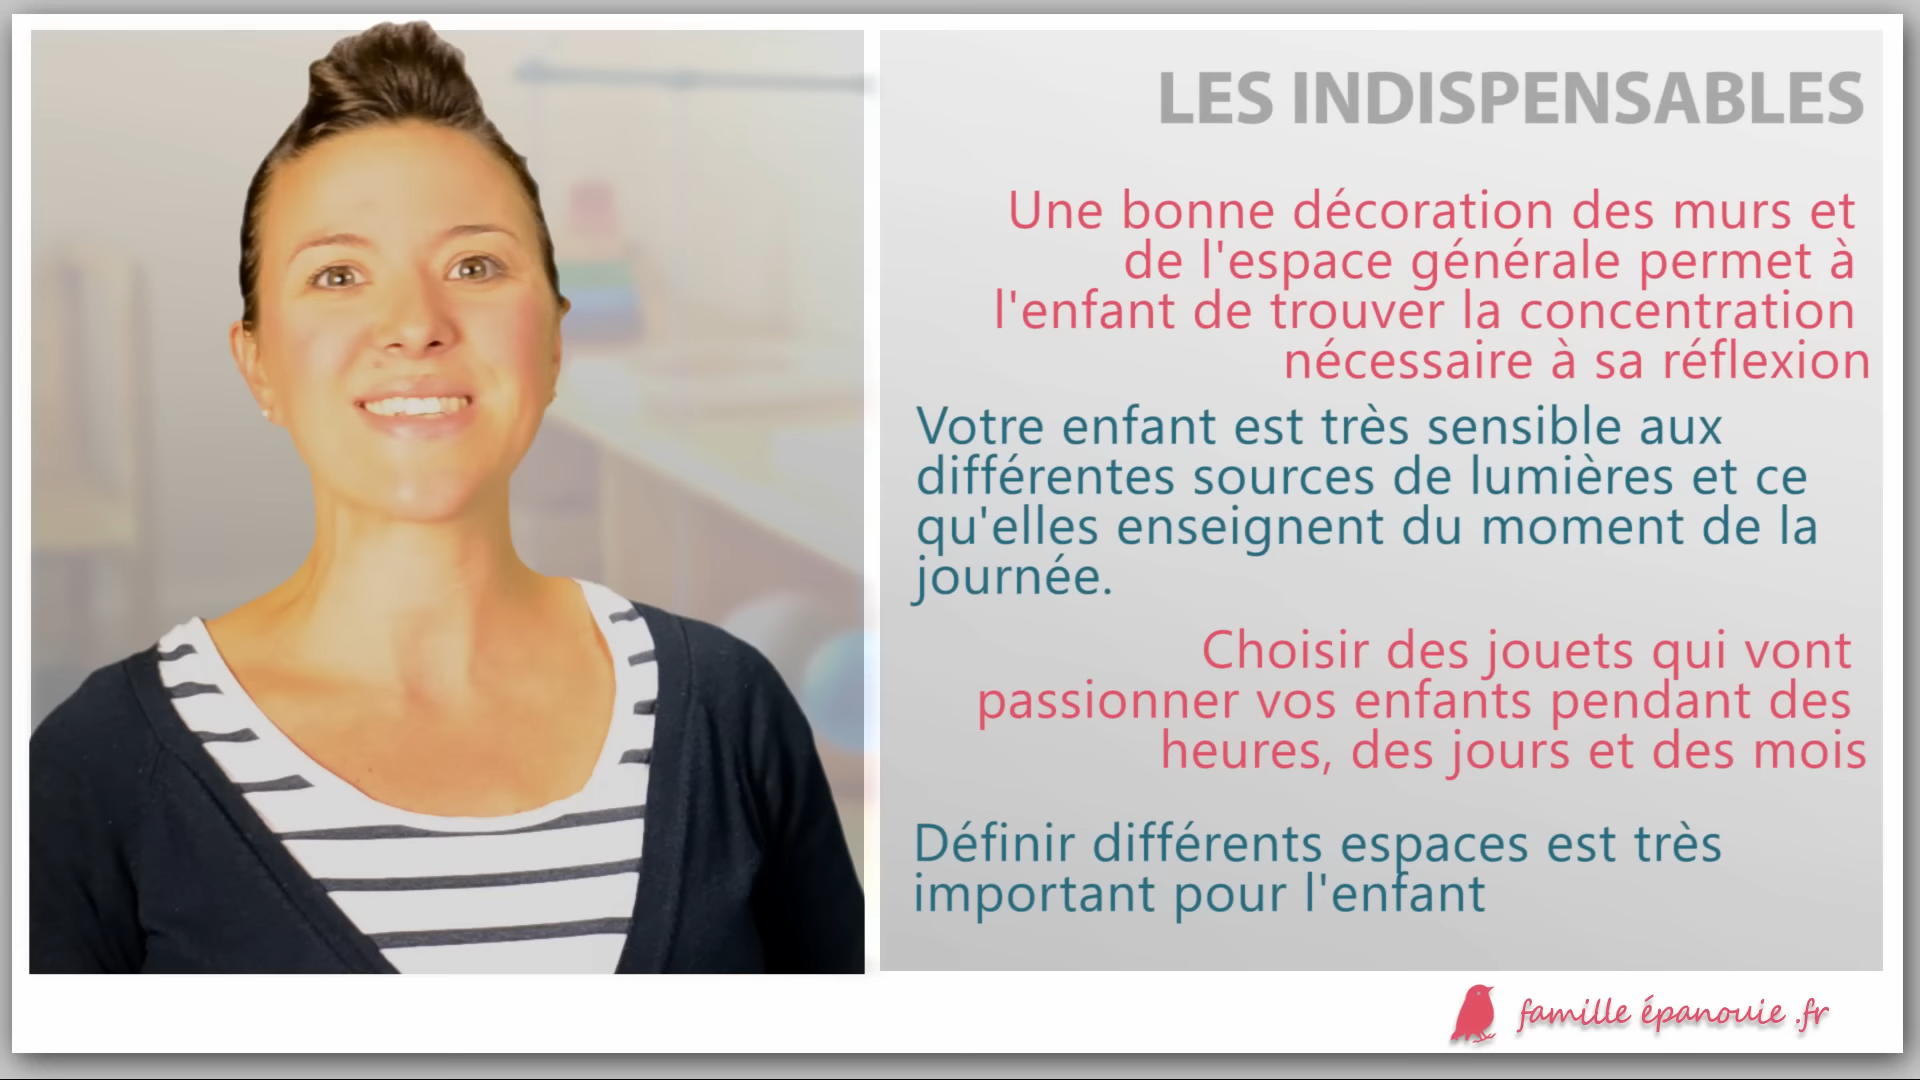 LES INDISPENSABLES
Une bonne décoration des murs et
de l'espace générale permet à
l'enfant de trouver la concentration
nécessaire à sa réflexion
Votre enfant est très sensible aux
différentes sources de lumières et ce
qu'elles enseignent du moment de la
journée.
Choisir des jouets qui vont
passionner vos enfants pendant des
heures, des jours et des mois
Définir différents espaces est très
important pour l'enfant
famille épanouie .fr